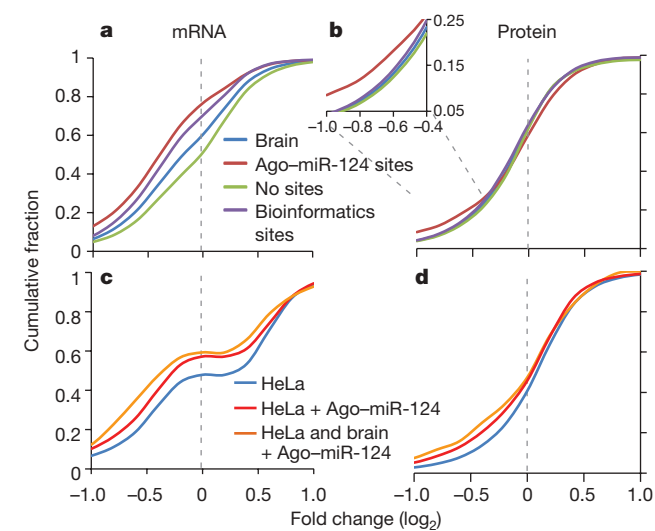 a
mRNA
b
Protein
0.25
0.15
0.05
−1.0 −0.8 −0.6 −0.4
1
0.8
0.6
0.4
0.2
0
Brain
Ago–miR-124 sites
No sites
Bioinformatics
sites
Cumulative fraction
c
d
1
0.8
0.6
0.4
0.2
0
HeLa
HeLa + Ago–miR-124
HeLa and brain
+ Ago–miR-124
−1.0 −0.5 0 0.5 1.0
−1.0 −0.5 0 0.5 1.0
Fold change (log2)